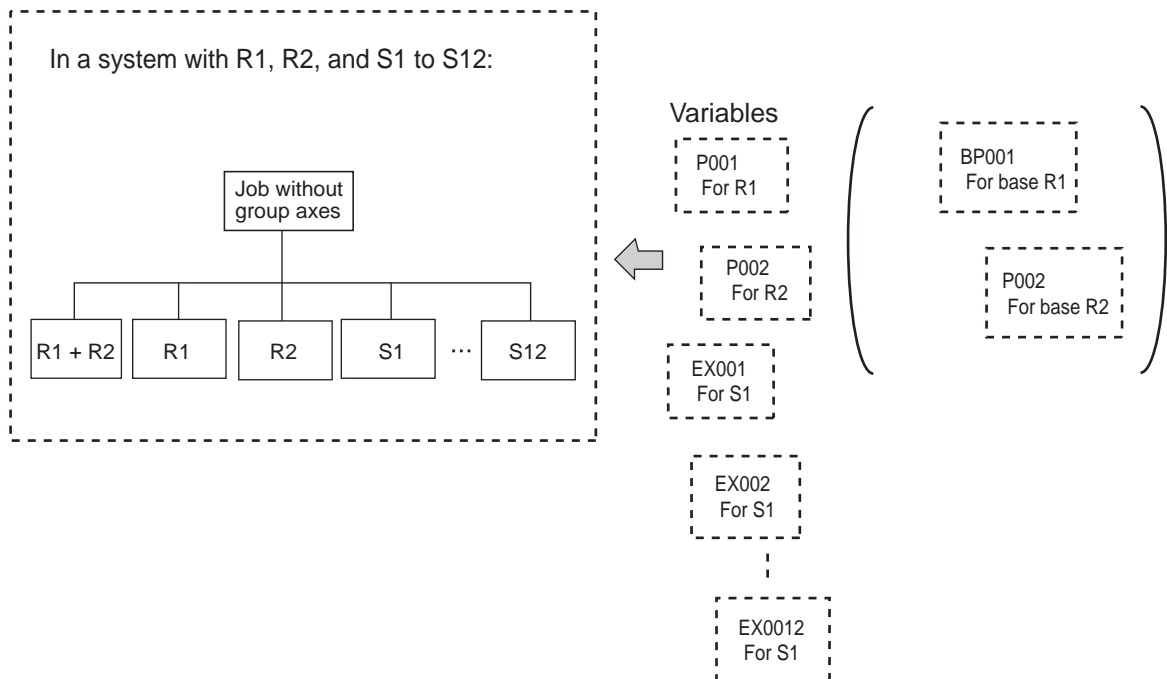 In a system with R1, R2, and S1 to S12:
Job without
group axes
R1 + R2
R1
R2
S1
...
S12
Variables
P001
For R1
P002
For R2
EX001
For S1
EX002
For S1
EX0012
For S1
BP001
For base R1
P002
For base R2